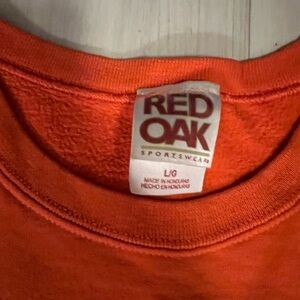 RED
OAK
SPORTSWEAR
L/G
MADE IN HONDURAS
HECHO EN HONDURAS